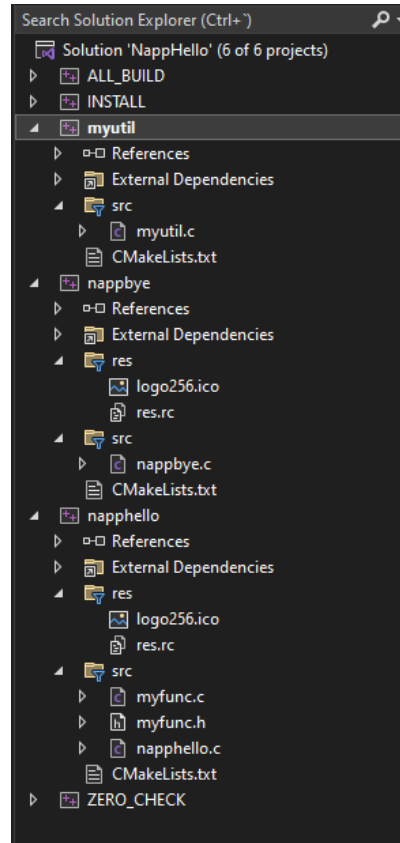 Search Solution Explorer (Ctrl+`)
Solution 'NappHello' (6 of 6 projects)
ALL_BUILD
INSTALL
myutil
References
External Dependencies
src
myutil.c
CMakeLists.txt
nappbye
References
External Dependencies
res
logo256.ico
res.rc
src
nappbye.c
CMakeLists.txt
napphello
References
External Dependencies
res
logo256.ico
res.rc
src
myfunc.c
myfunc.h
napphello.c
CMakeLists.txt
ZERO_CHECK